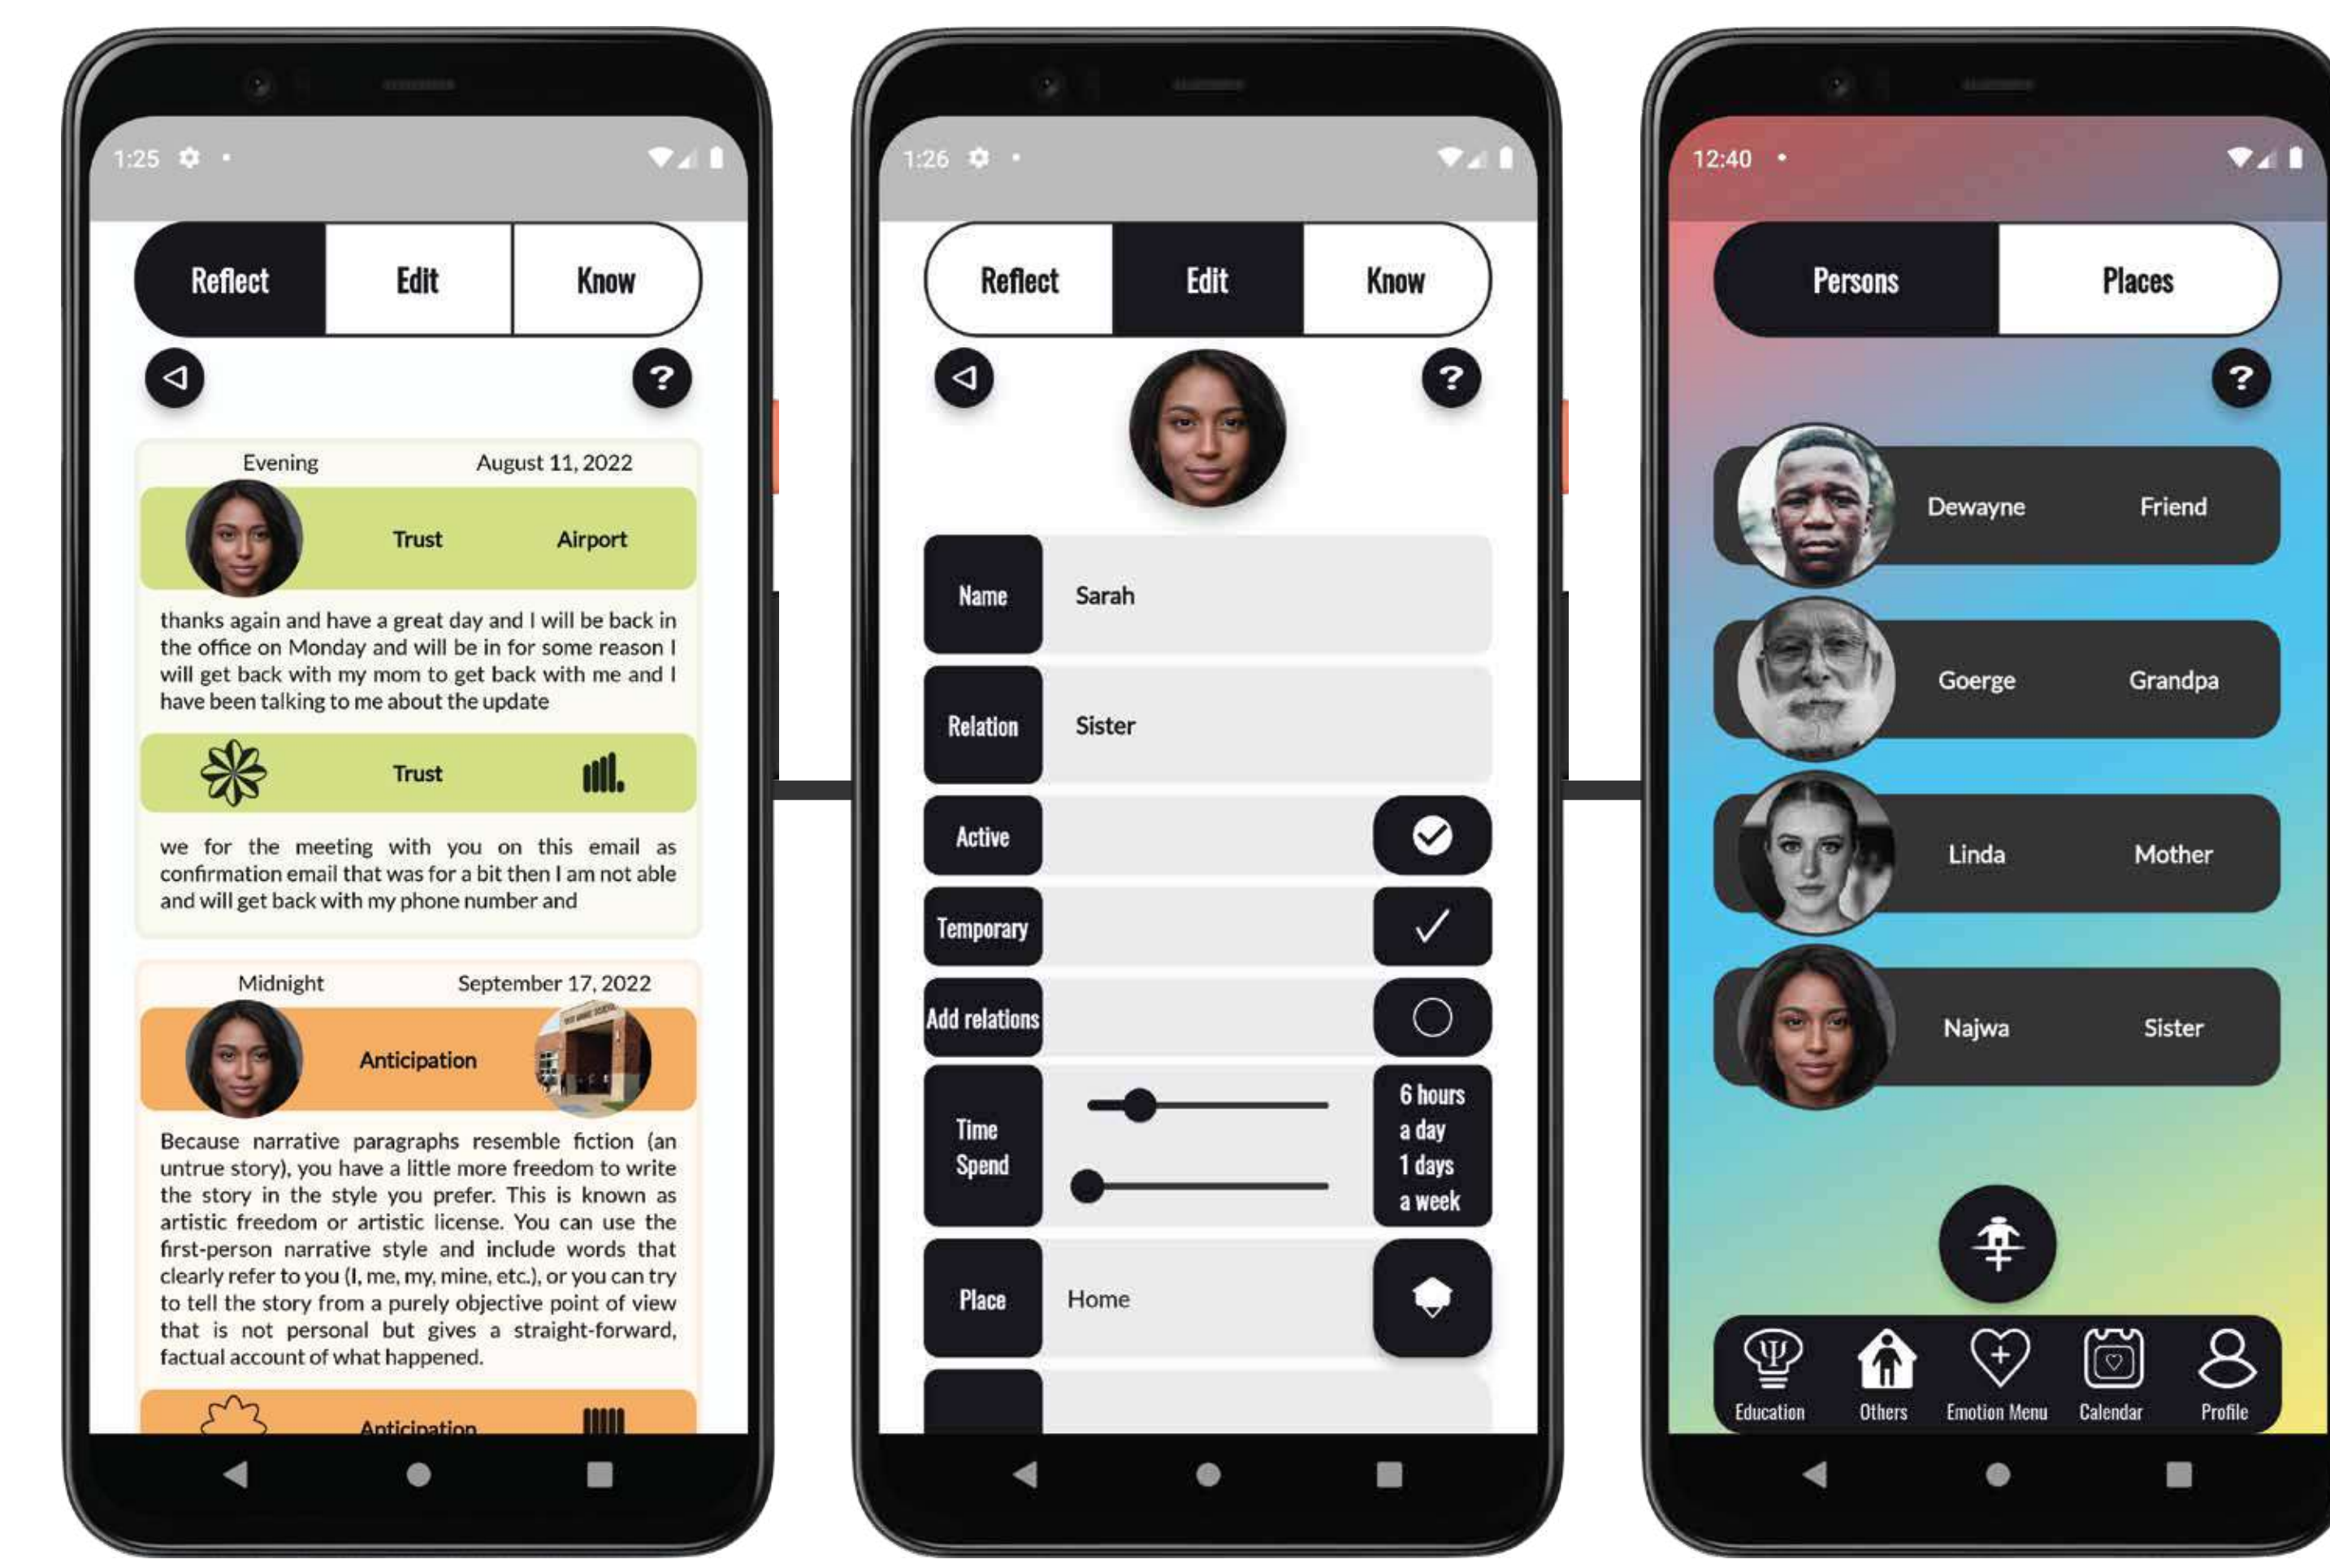 1:25
Reflect Edit Know
?
Evening August 11, 2022
Trust Airport
thanks again and have a great day and I will be back in
the office on Monday and will be in for some reason I
will get back with my mom to get back with me and I
have been talking to me about the update
Trust
we for the meeting with you on this email as
confirmation email that was for a bit then I am not able
and will get back with my phone number and
Midnight September 17, 2022
Anticipation
Because narrative paragraphs resemble fiction (an
untrue story), you have a little more freedom to write
the story in the style you prefer. This is known as
artistic freedom or artistic license. You can use the
first-person narrative style and include words that
clearly refer to you (I, me, my, mine, etc.), or you can try
to tell the story from a purely objective point of view
that is not personal but gives a straight-forward,
factual account of what happened.
Anticipation
1:26
Reflect Edit Know
?
Name Sarah
Relation Sister
Active
Temporary
Add relations
Time
Spend
6 hours
a day
1 days
a week
Place Home
12:40
Persons Places
?
Dewayne Friend
Goerge Grandpa
Linda Mother
Najwa Sister
Education Others Emotion Menu Calendar Profile